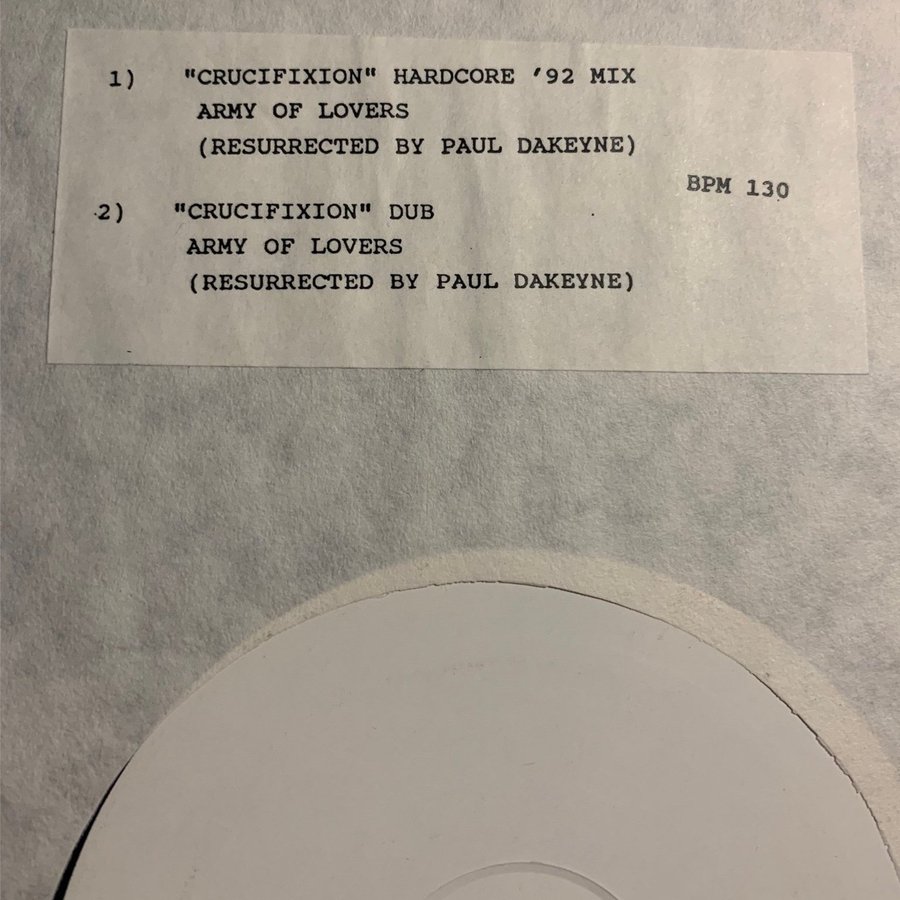 1) "CRUCIFIXION" HARDCORE '92 MIX
ARMY OF LOVERS
(RESURRECTED BY PAUL DAKEYNE)
BPM 130
2) "CRUCIFIXION" DUB
ARMY OF LOVERS
(RESURRECTED BY PAUL DAKEYNE)